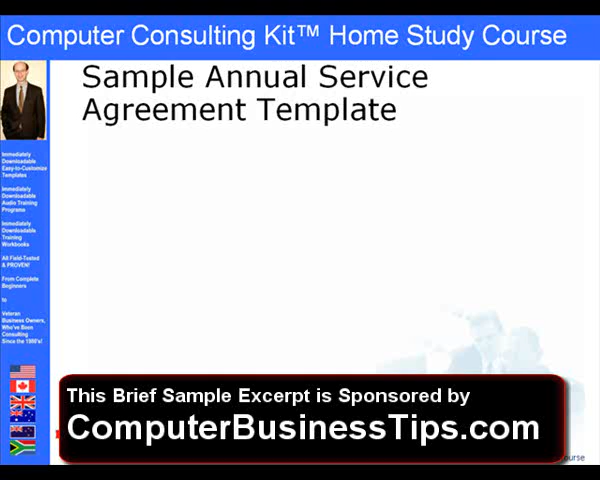 Computer Consulting Kit™ Home Study Course
Sample Annual Service
Agreement Template
Immediately
Downloadable
Easy-to-Customize
Templates
Immediately
Downloadable
Audio Training
Programs
Immediately
Downloadable
Training
Workbooks
All Field-Tested
& PROVEN!
From Complete
Beginners
to
Veteran
Business Owners,
Who've Been
Consulting
Since the 1980's!
This Brief Sample Excerpt is Sponsored by
ComputerBusinessTips.com
ourse